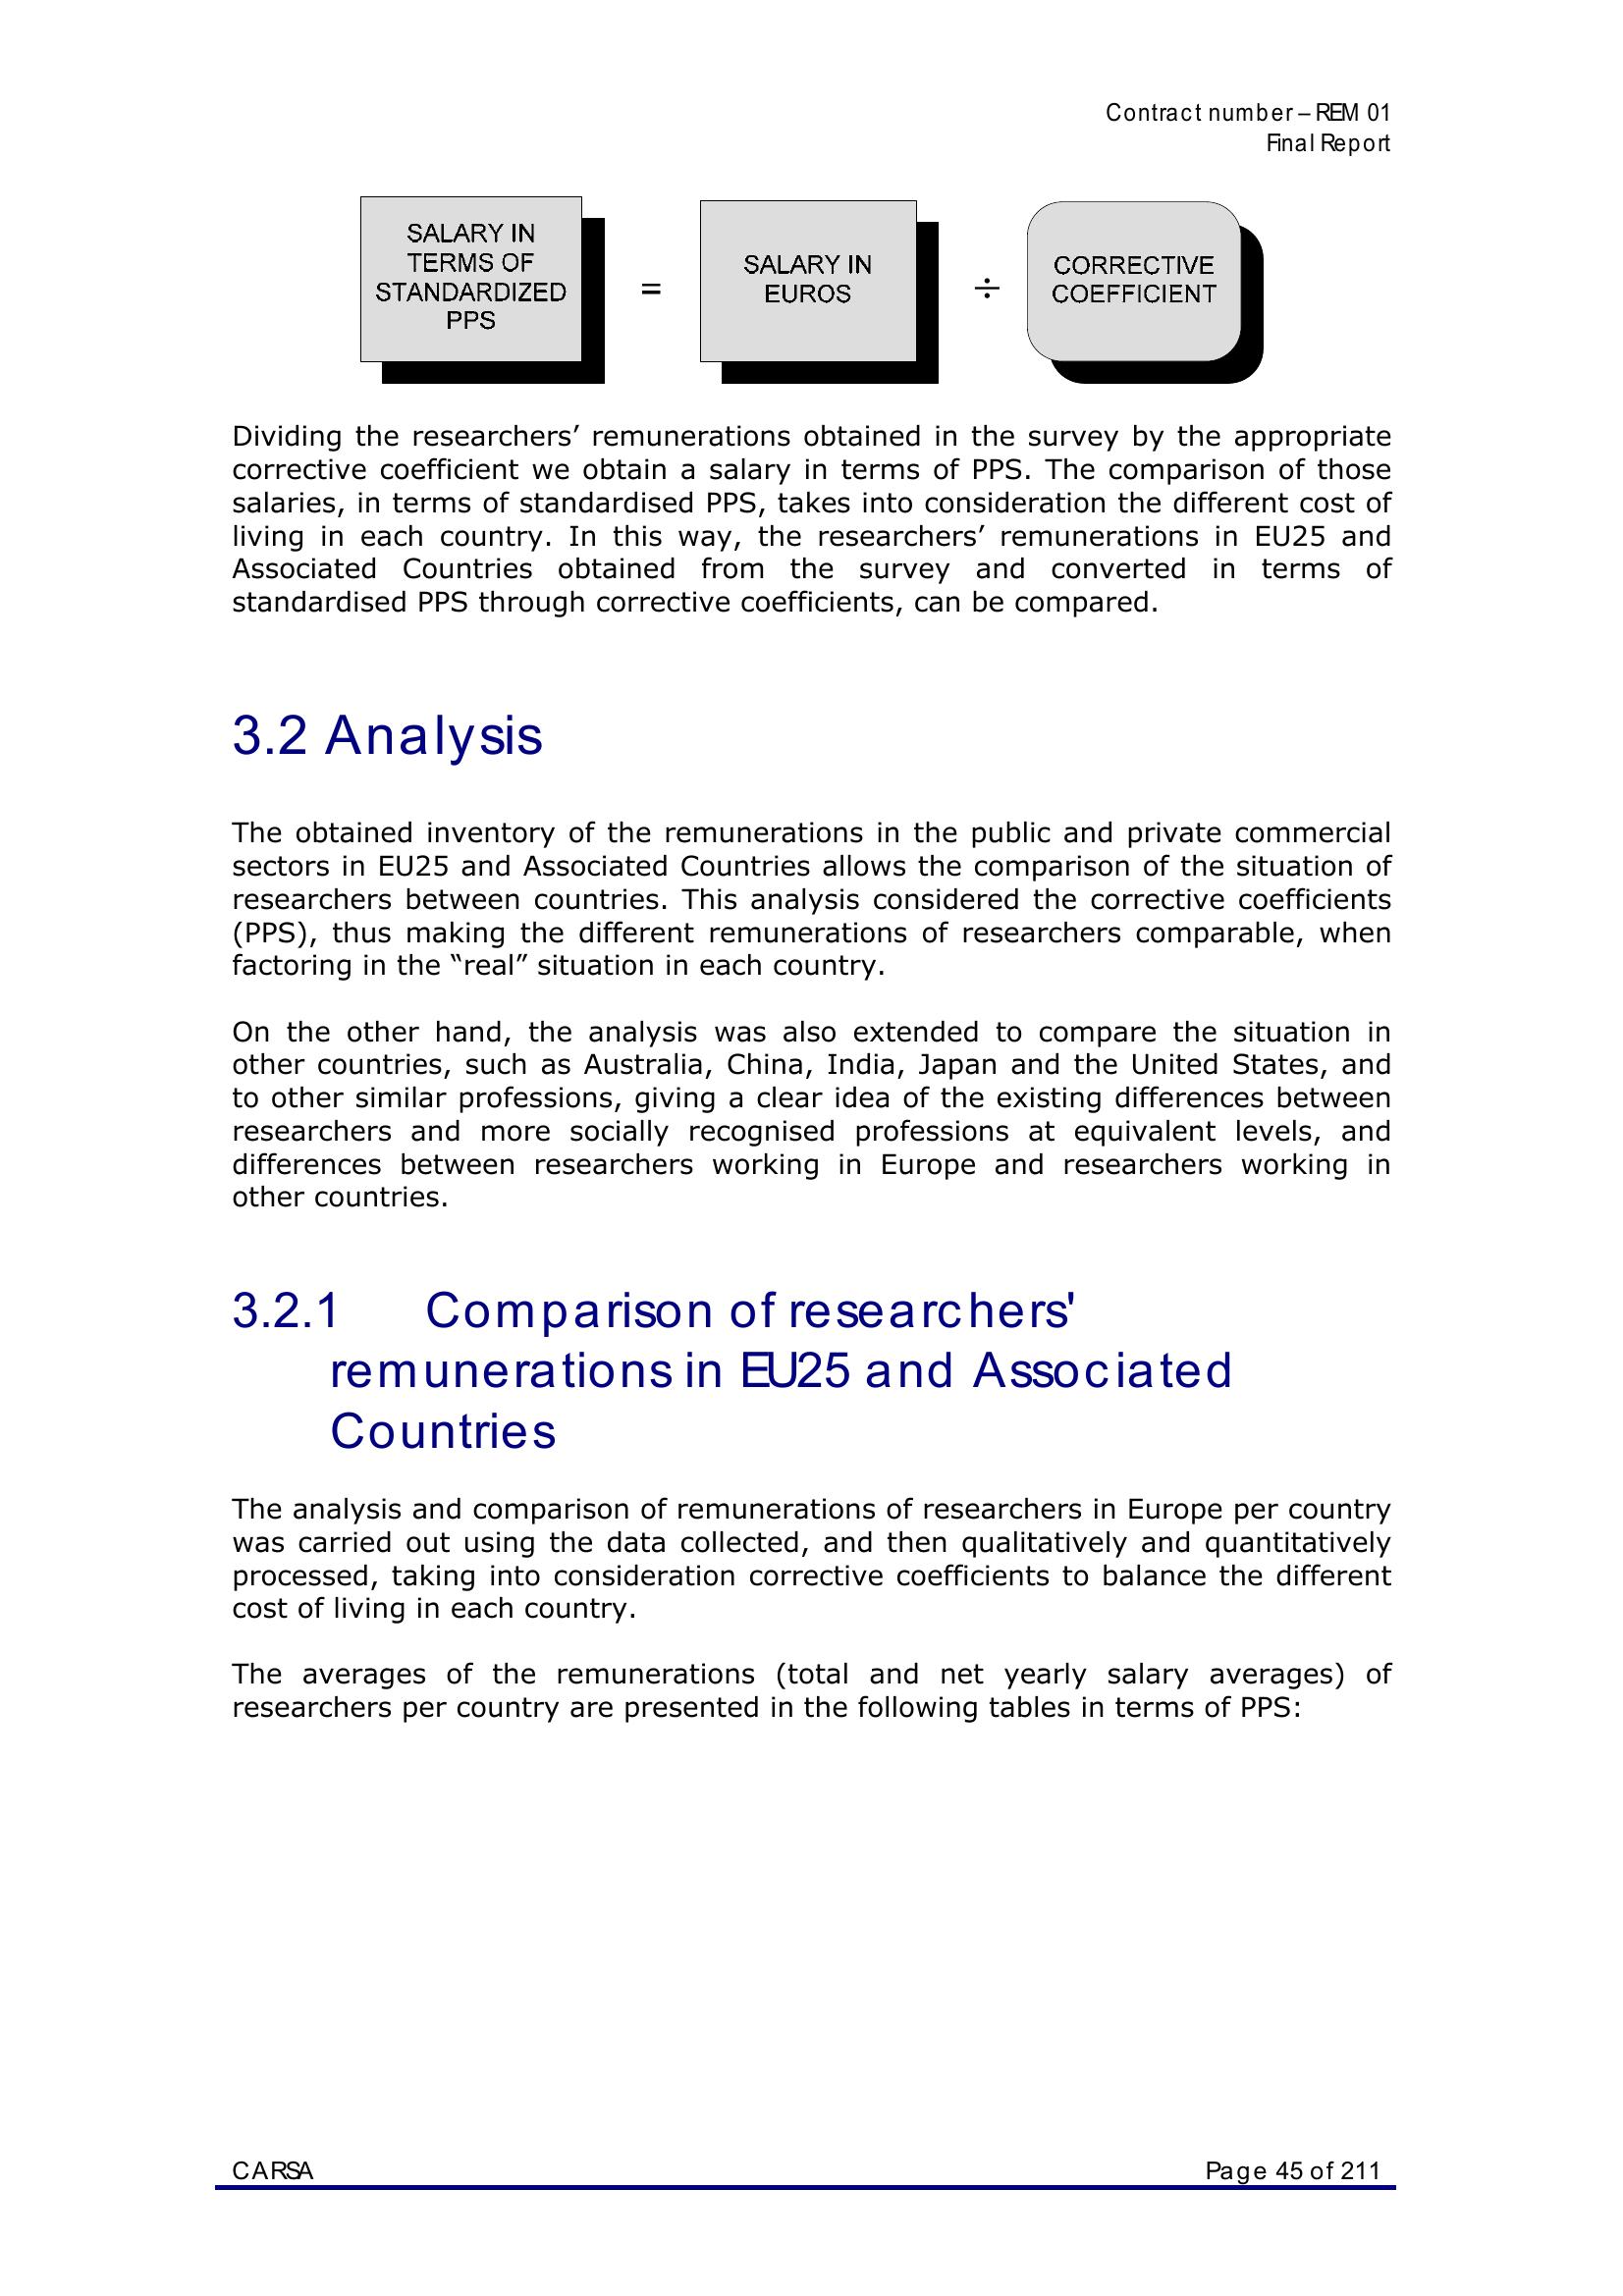 Contract number – REM 01
Final Report
SALARY IN
TERMS OF
STANDARDIZED
PPS
=
SALARY IN
EUROS
÷
CORRECTIVE
COEFFICIENT
Dividing the researchers’ remunerations obtained in the survey by the appropriate
corrective coefficient we obtain a salary in terms of PPS. The comparison of those
salaries, in terms of standardised PPS, takes into consideration the different cost of
living in each country. In this way, the researchers’ remunerations in EU25 and
Associated Countries obtained from the survey and converted in terms of
standardised PPS through corrective coefficients, can be compared.
3.2 Analysis
The obtained inventory of the remunerations in the public and private commercial
sectors in EU25 and Associated Countries allows the comparison of the situation of
researchers between countries. This analysis considered the corrective coefficients
(PPS), thus making the different remunerations of researchers comparable, when
factoring in the “real” situation in each country.
On the other hand, the analysis was also extended to compare the situation in
other countries, such as Australia, China, India, Japan and the United States, and
to other similar professions, giving a clear idea of the existing differences between
researchers and more socially recognised professions at equivalent levels, and
differences between researchers working in Europe and researchers working in
other countries.
3.2.1 Comparison of researchers'
remunerations in EU25 and Associated
Countries
The analysis and comparison of remunerations of researchers in Europe per country
was carried out using the data collected, and then qualitatively and quantitatively
processed, taking into consideration corrective coefficients to balance the different
cost of living in each country.
The averages of the remunerations (total and net yearly salary averages) of
researchers per country are presented in the following tables in terms of PPS:
CARSA Page 45 of 211